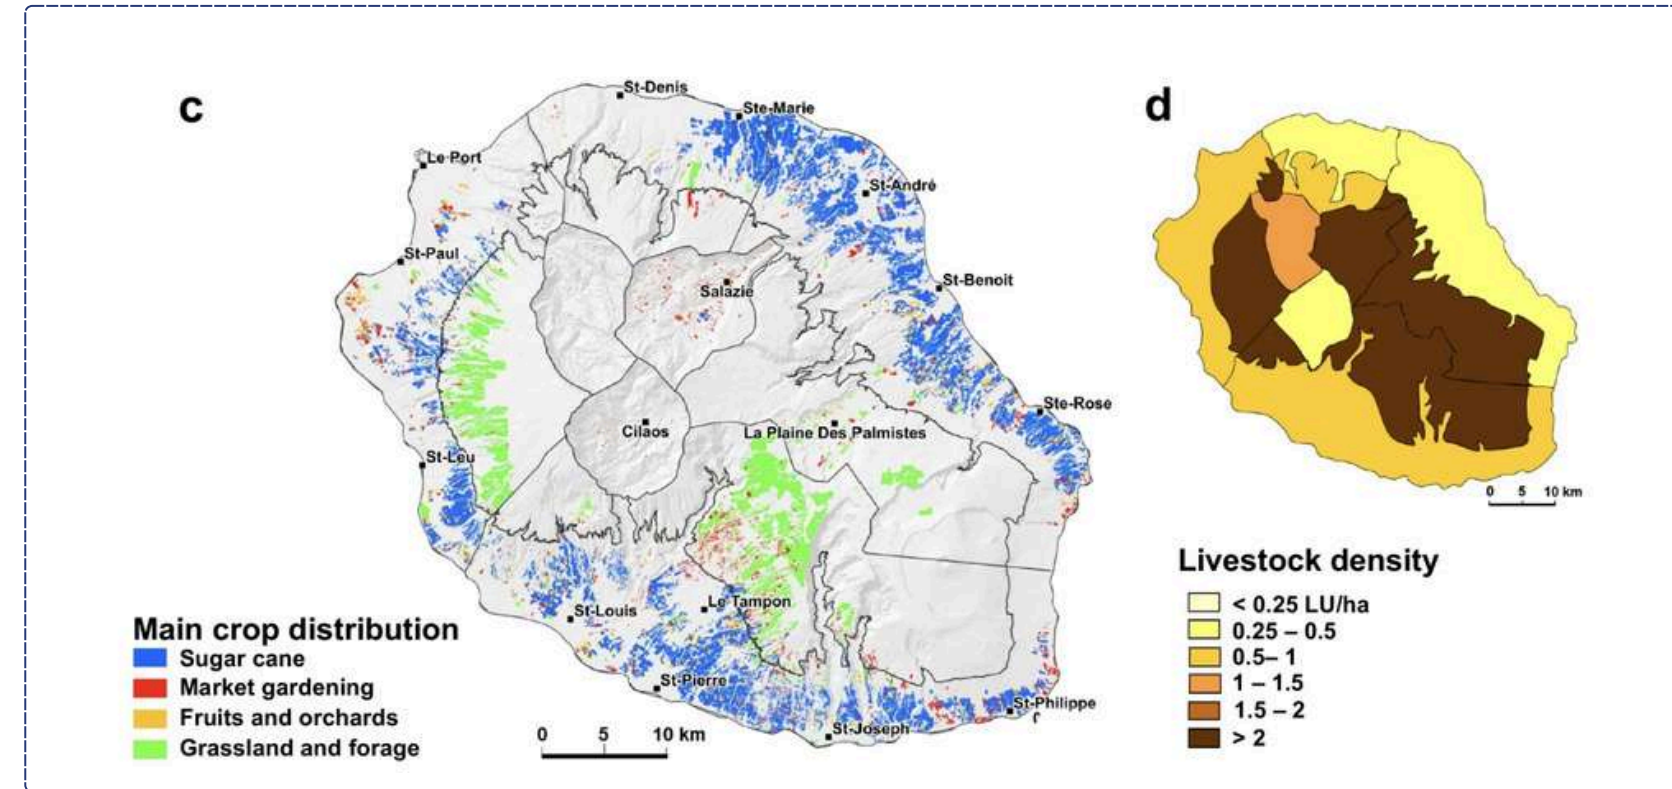 c
St-Denis
Ste-Marie
Le Port
St-André
St-Paul
St-Benoit
Salazie
Ste-Rose
Cilaos
La Plaine Des Palmistes
St-Leu
Le Tampon
St-Louis
St-Pierre
St-Philippe
St-Joseph
Main crop distribution
Sugar cane
Market gardening
Fruits and orchards
Grassland and forage
0 5 10 km
d
0 5 10 km
Livestock density
< 0.25 LU/ha
0.25 – 0.5
0.5– 1
1 – 1.5
1.5 – 2
> 2